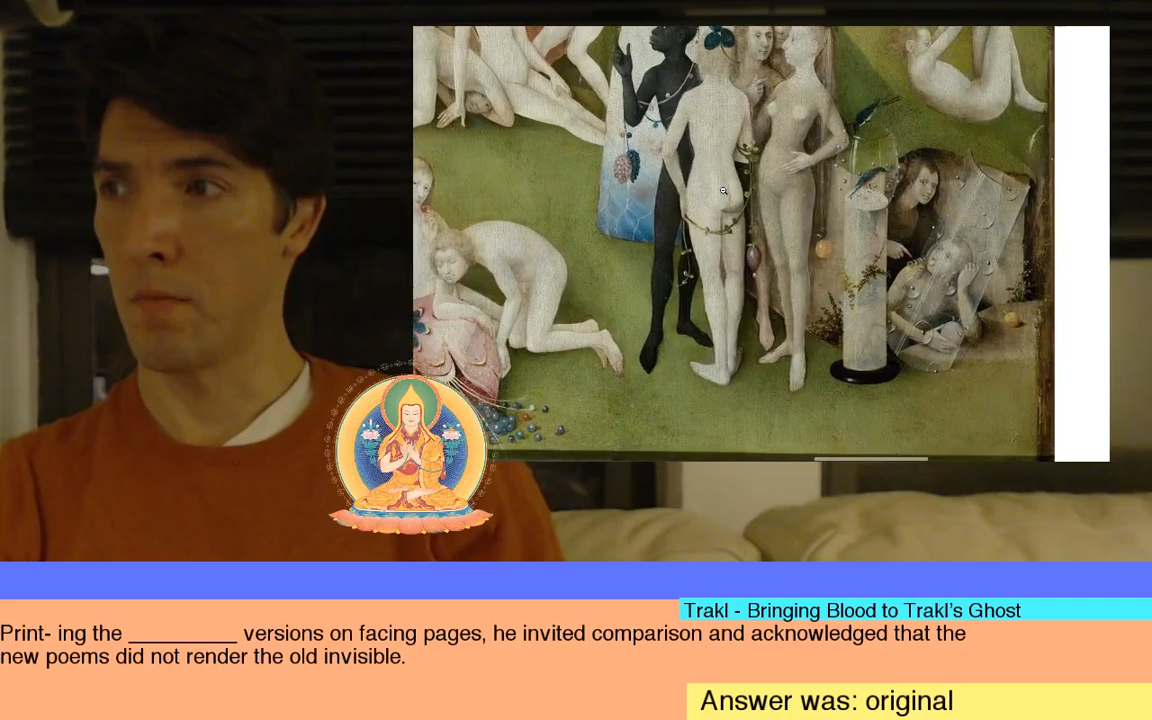 Trakl - Bringing Blood to Trakl's Ghost
Print- ing the _________ versions on facing pages, he invited comparison and acknowledged that the
new poems did not render the old invisible.
Answer was: original